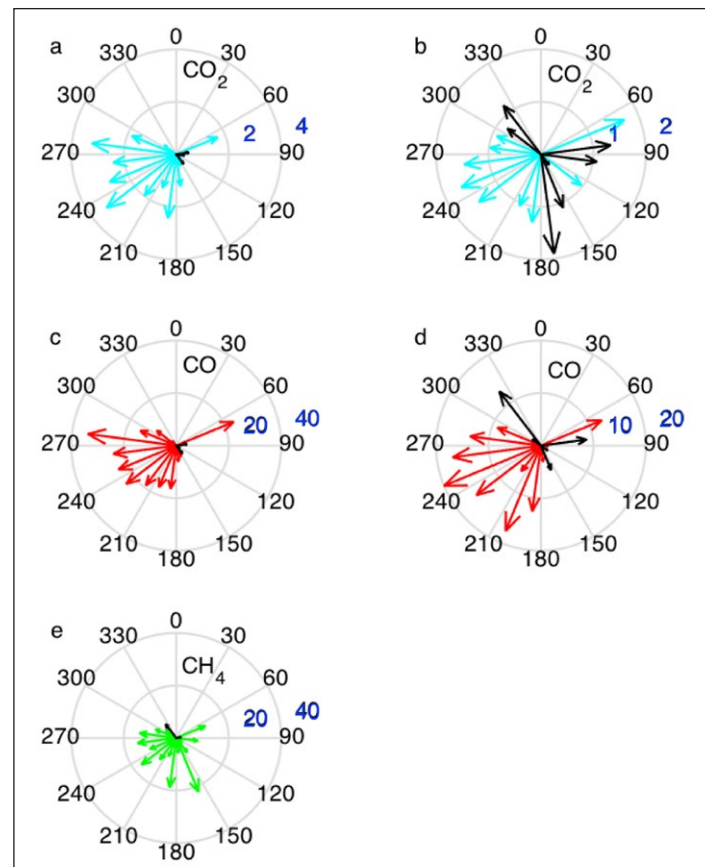 a 0 b 0
330 30 330 30
CO₂ CO₂
300 60 300 60
2 4 1 2
270 90 270 90
240 120 240 120
210 150 210 150
180 180
c 0 d 0
330 30 330 30
CO CO
300 60 300 60
20 40 10 20
270 90 270 90
240 120 240 120
210 150 210 150
180 180
e 0
330 30
CH₄
300 60
20 40
270 90
240 120
210 150
180